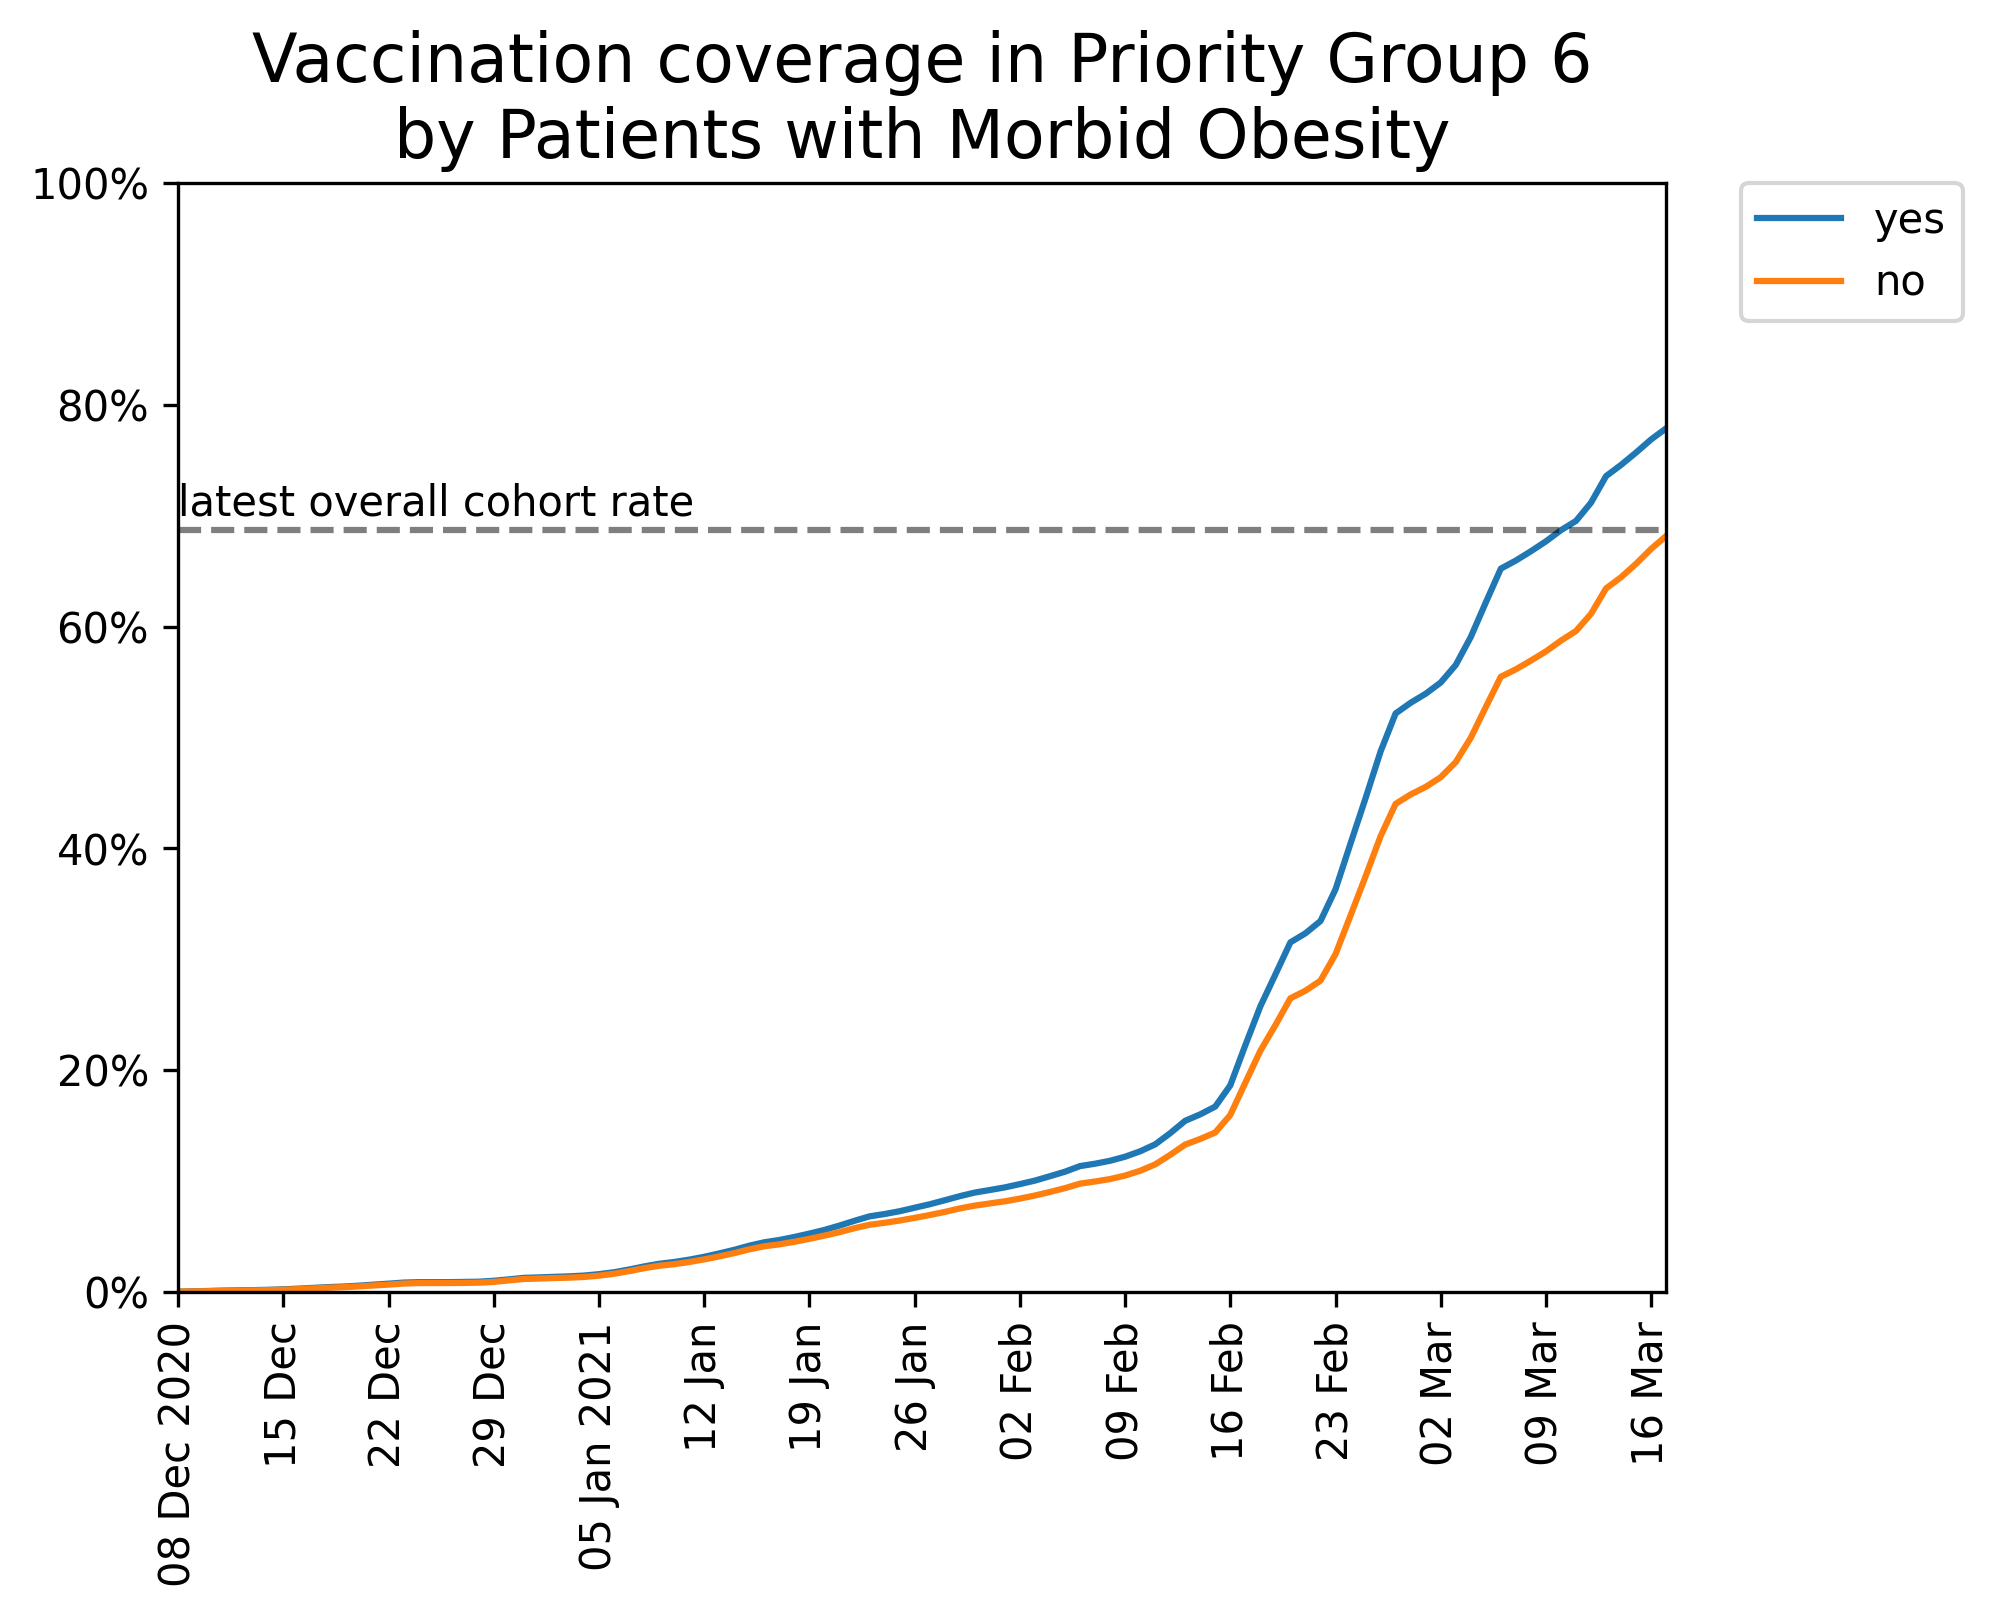 Vaccination coverage in Priority Group 6
by Patients with Morbid Obesity
100%
80%
60%
40%
20%
0%
latest overall cohort rate
yes
no
08 Dec 2020
15 Dec
22 Dec
29 Dec
05 Jan 2021
12 Jan
19 Jan
26 Jan
02 Feb
09 Feb
16 Feb
23 Feb
02 Mar
09 Mar
16 Mar